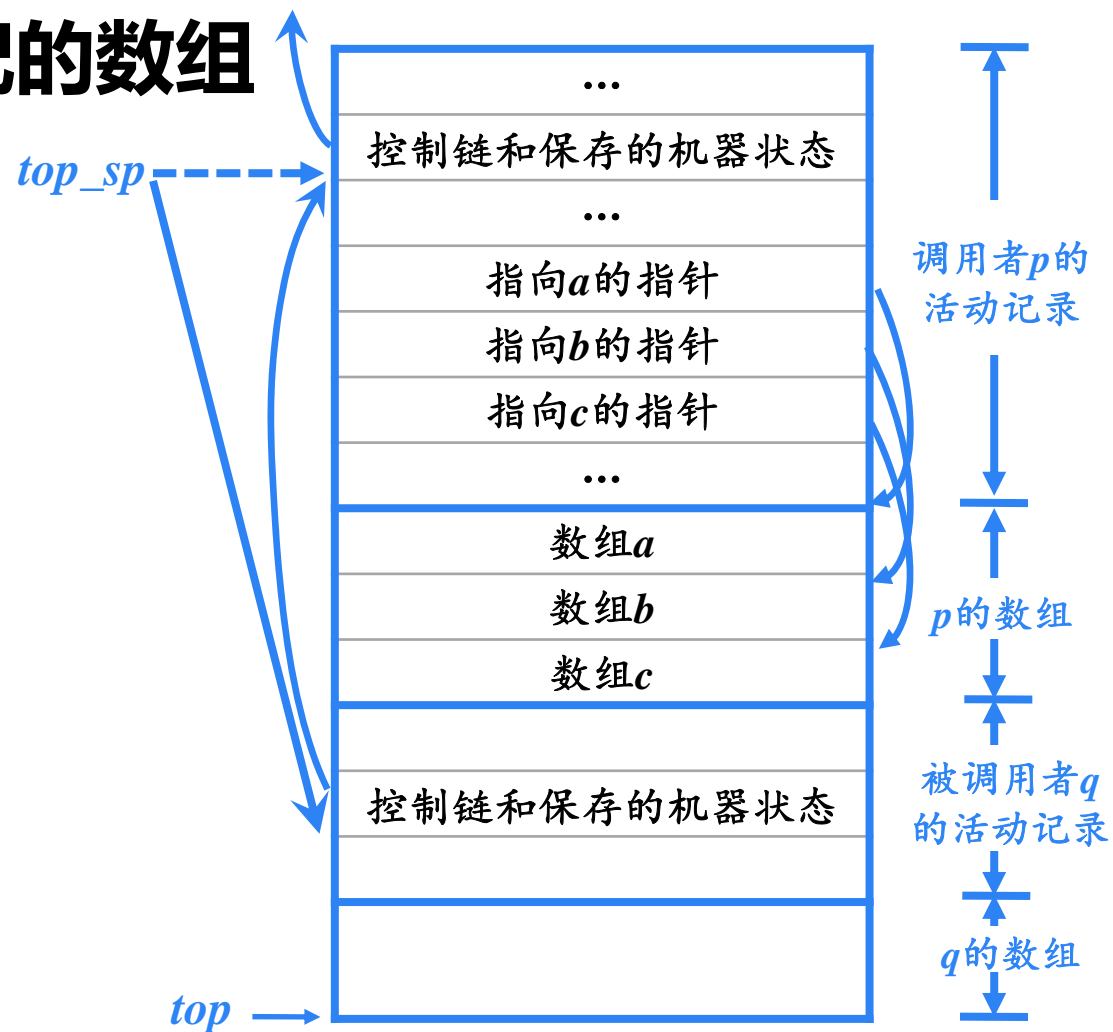 的数组
...
控制链和保存的机器状态
top_sp
...
指向a的指针
指向b的指针
指向c的指针
...
调用者p的
活动记录
数组a
数组b
数组c
p的数组
控制链和保存的机器状态
被调用者q
的活动记录
q的数组
top